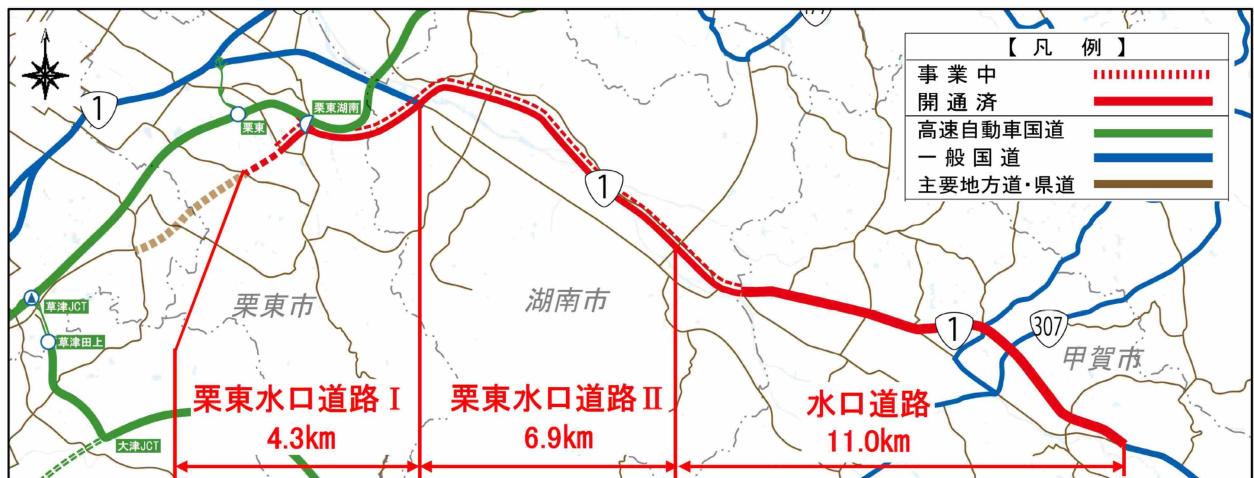 【 凡 例 】
事 業 中
開 通 済
高速自動車国道
一 般 国 道
主要地方道・県道
1
栗東
栗東湖南
1
草津JCT
草津田上
大津JCT
栗東市
湖南市
1
307
甲賀市
栗東水口道路Ⅰ
4.3km
栗東水口道路Ⅱ
6.9km
水口道路
11.0km